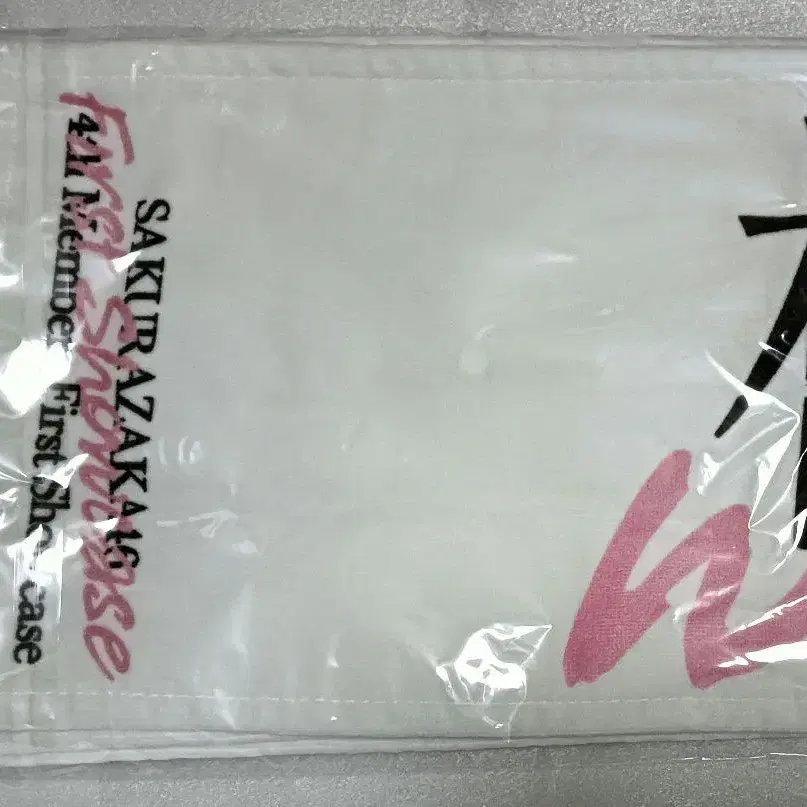 SAKURAZAKA46
4th Member First Showcase
First Showcase